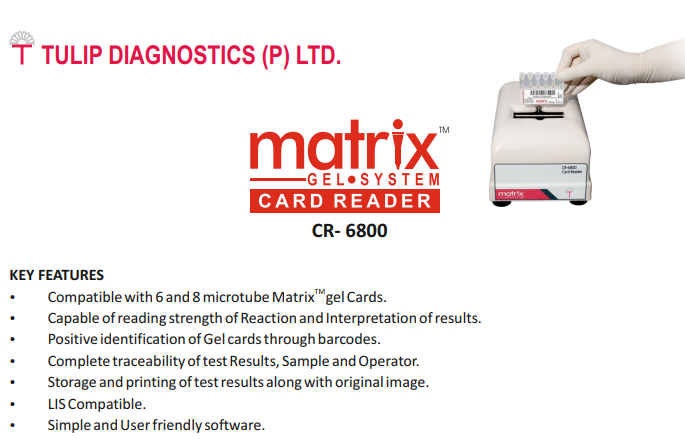 TULIP DIAGNOSTICS (P) LTD.
matrix™
GEL•SYSTEM
CARD READER
CR- 6800
matrix
CR-6800
Card Reader
matrix
KEY FEATURES
• Compatible with 6 and 8 microtube Matrix™gel Cards.
• Capable of reading strength of Reaction and Interpretation of results.
• Positive identification of Gel cards through barcodes.
• Complete traceability of test Results, Sample and Operator.
• Storage and printing of test results along with original image.
• LIS Compatible.
• Simple and User friendly software.